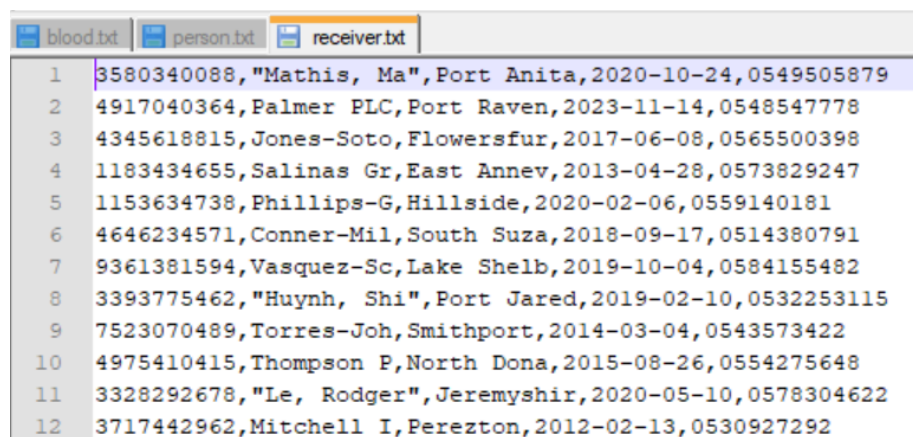 blood.txt person.txt receiver.txt
1 3580340088,"Mathis, Ma",Port Anita,2020-10-24,0549505879
2 4917040364,Palmer PLC,Port Raven,2023-11-14,0548547778
3 4345618815,Jones-Soto,Flowersfur,2017-06-08,0565500398
4 1183434655,Salinas Gr,East Annev,2013-04-28,0573829247
5 1153634738,Phillips-G,Hillside,2020-02-06,0559140181
6 4646234571,Conner-Mil,South Suza,2018-09-17,0514380791
7 9361381594,Vasquez-Sc,Lake Shelb,2019-10-04,0584155482
8 3393775462,"Huynh, Shi",Port Jared,2019-02-10,0532253115
9 7523070489,Torres-Joh,Smithport,2014-03-04,0543573422
10 4975410415,Thompson P,North Dona,2015-08-26,0554275648
11 3328292678,"Le, Rodger",Jeremyshir,2020-05-10,0578304622
12 3717442962,Mitchell I,Perezton,2012-02-13,0530927292